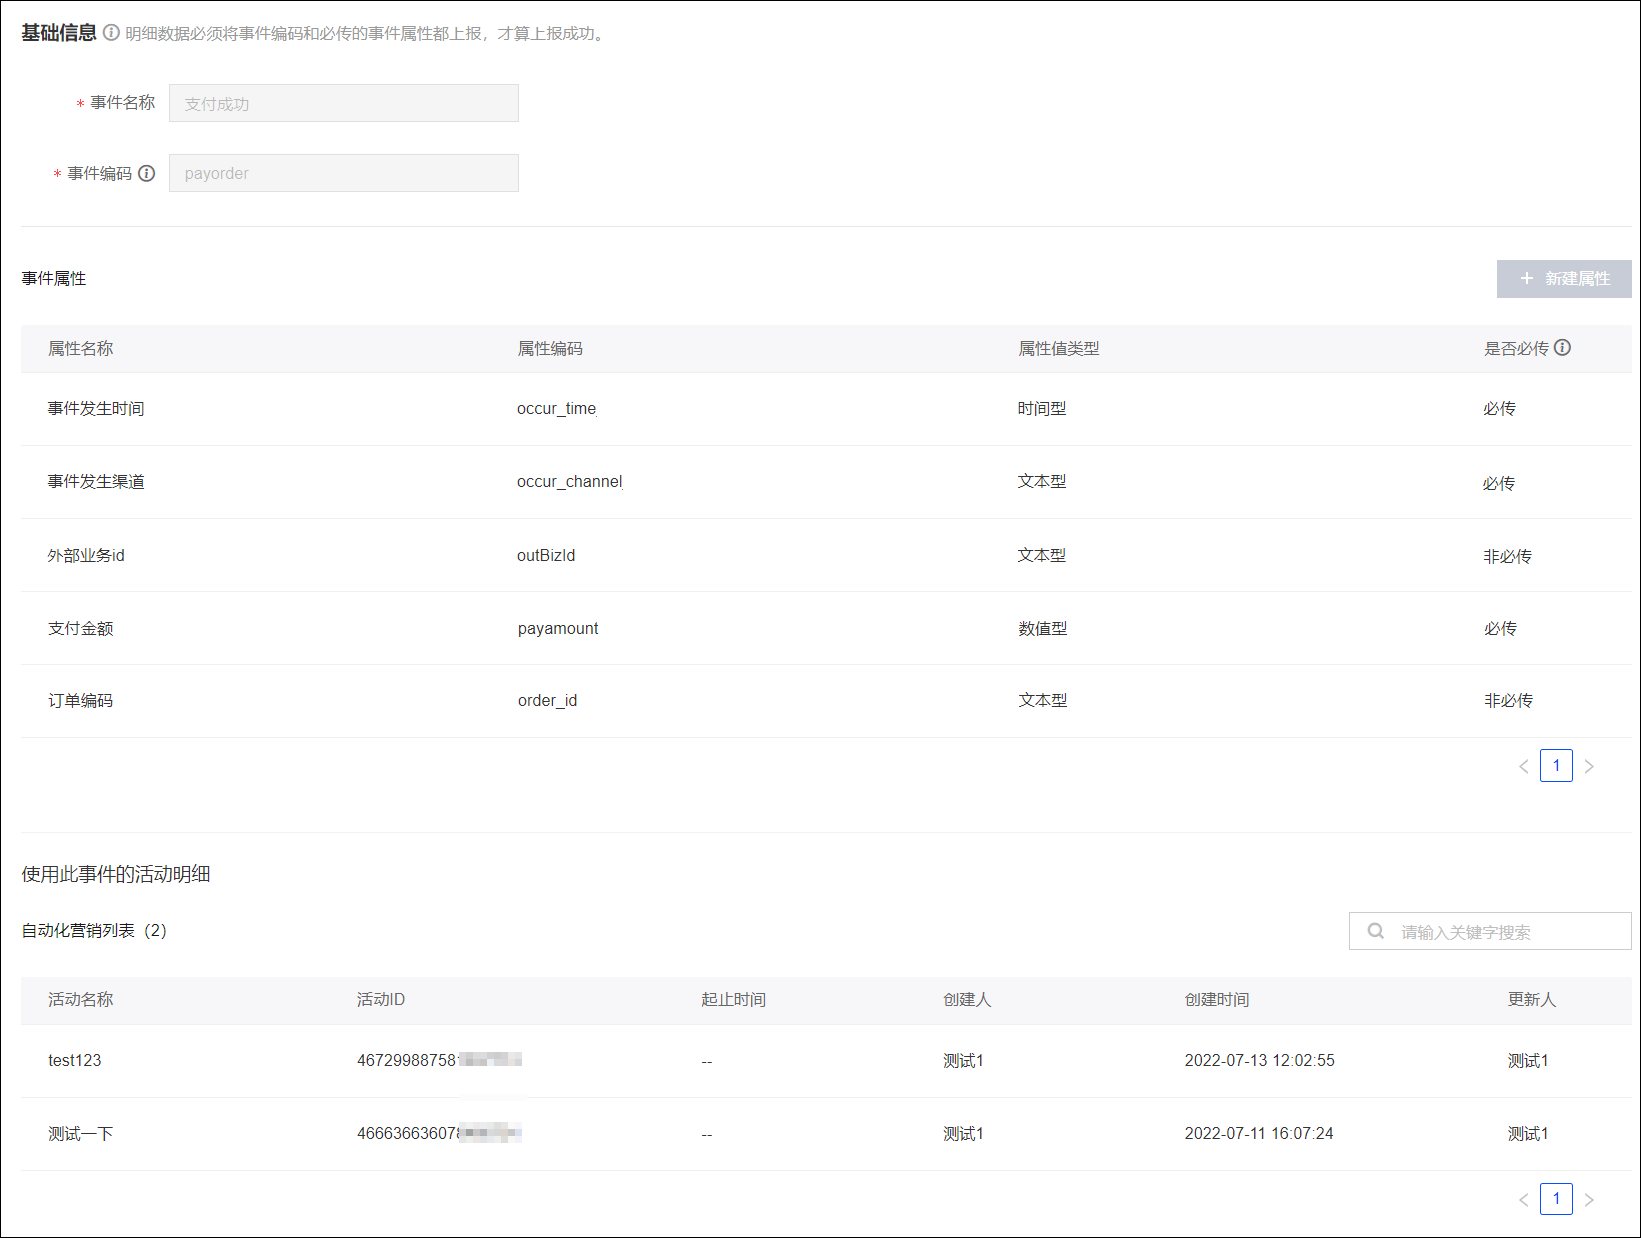 基础信息 明细数据必须将事件编码和必传的事件属性都上报，才算上报成功。
* 事件名称 支付成功
* 事件编码 payorder
事件属性 + 新建属性
属性名称 属性编码 属性值类型 是否必传
事件发生时间 occur_time 时间型 必传
事件发生渠道 occur_channel 文本型 必传
外部业务id outBizId 文本型 非必传
支付金额 payamount 数值型 必传
订单编码 order_id 文本型 非必传
< 1 >
使用此事件的活动明细
自动化营销列表（2） 请输入关键字搜索
活动名称 活动ID 起止时间 创建人 创建时间 更新人
test123 46729988758 -- 测试1 2022-07-13 12:02:55 测试1
测试一下 46663663607 -- 测试1 2022-07-11 16:07:24 测试1
< 1 >